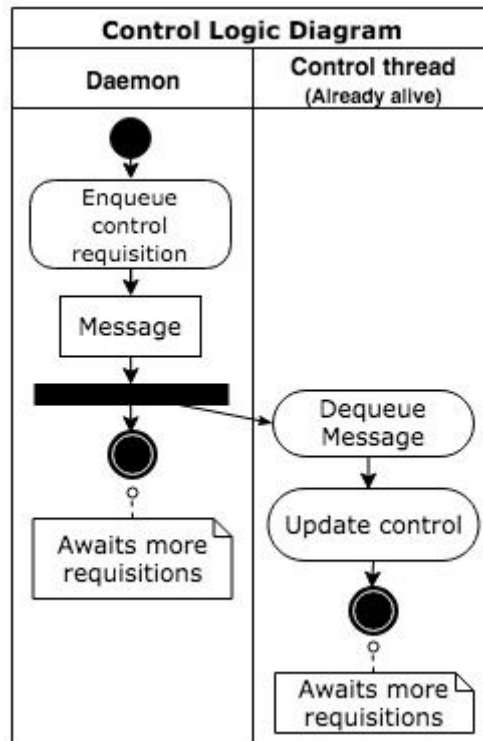 Control Logic Diagram
Daemon
Control thread
(Already alive)
Enqueue
control
requisition
Message
Dequeue
Message
Update control
Awaits more
requisitions
Awaits more
requisitions